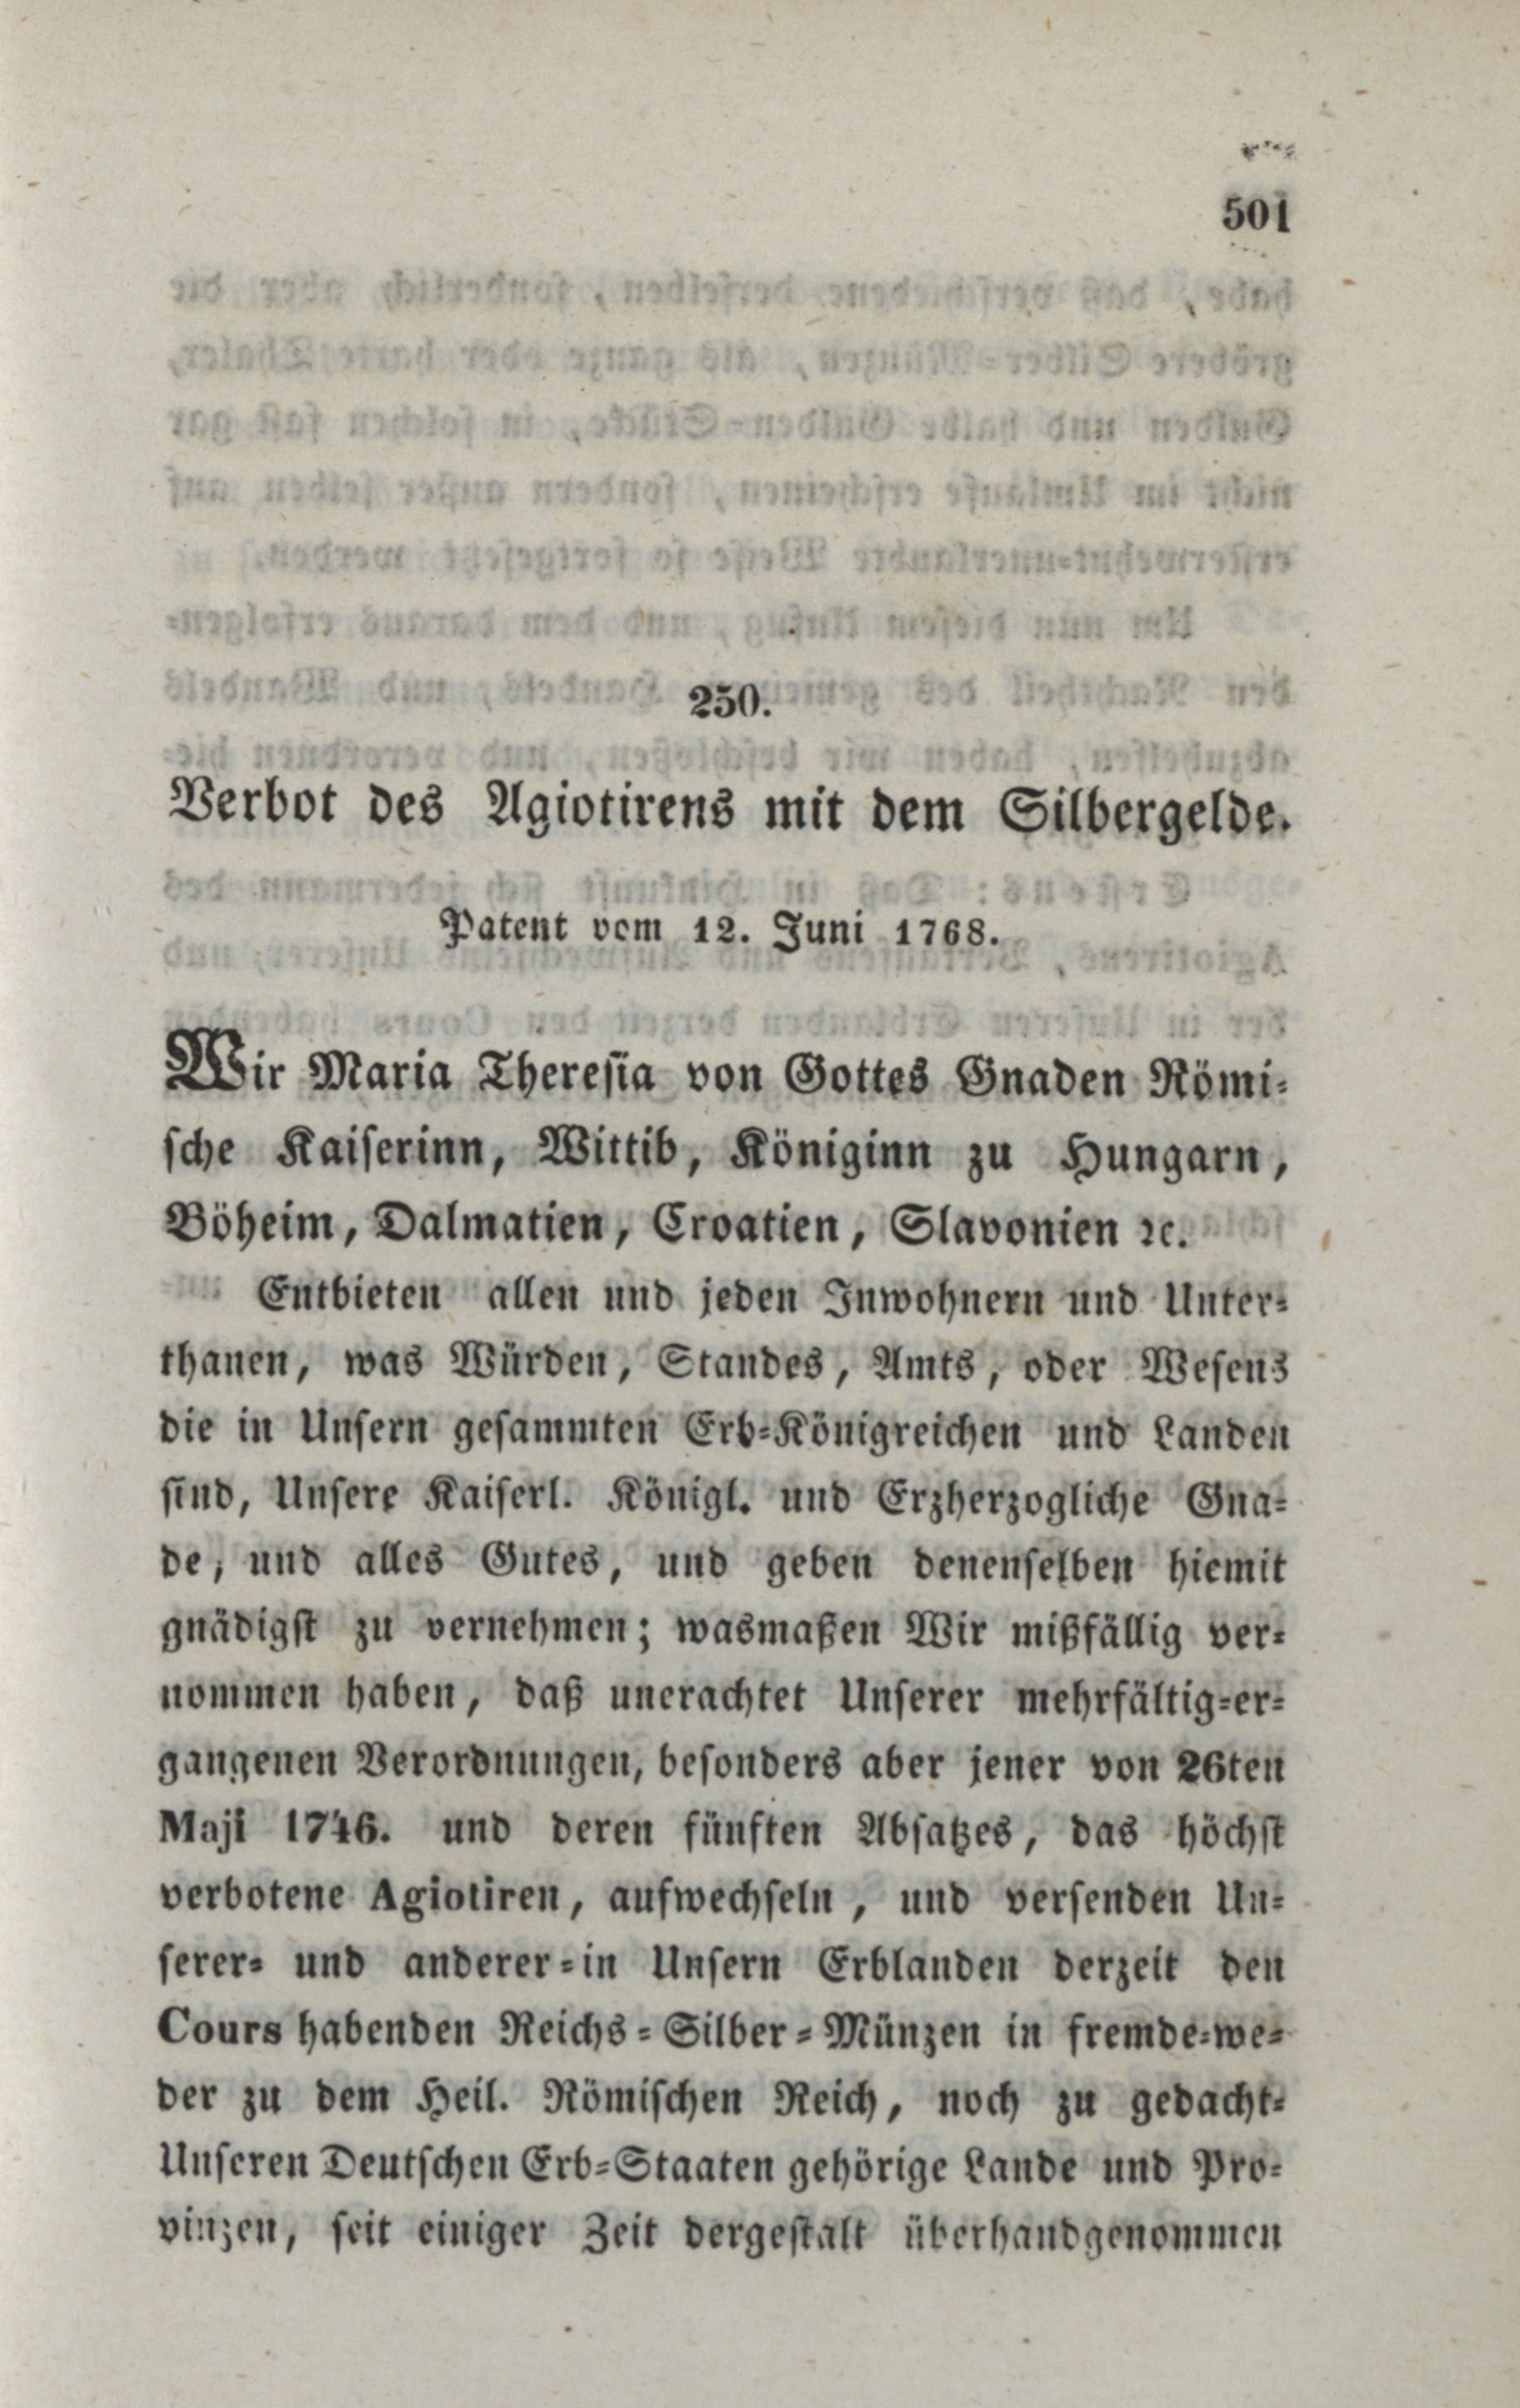 501
250.
Verbot des Agiotirens mit dem Silbergelde.
Patent vom 12. Juni 1768.
Wir Maria Theresia von Gottes Gnaden Römi-
sche Kaiserinn, Wittib, Königinn zu Hungarn,
Böheim, Dalmatien, Croatien, Slavonien ꝛc.
Entbieten allen und jeden Inwohnern und Unter-
thanen, was Würden, Standes, Amts, oder Wesens
die in Unsern gesammten Erb-Königreichen und Landen
sind, Unsere Kaiserl. Königl. und Erzherzogliche Gna-
de, und alles Gutes, und geben denenselben hiemit
gnädigst zu vernehmen; wasmaßen Wir mißfällig ver-
nommen haben, daß unerachtet Unserer mehrfältig-er-
gangenen Verordnungen, besonders aber jener von 26ten
Maji 1746. und deren fünften Absatzes, das höchst
verbotene Agiotiren, aufwechseln, und versenden Un-
serer- und anderer-in Unsern Erblanden derzeit den
Cours habenden Reichs-Silber-Münzen in fremde-we-
der zu dem Heil. Römischen Reich, noch zu gedacht-
Unseren Deutschen Erb-Staaten gehörige Lande und Pro-
vinzen, seit einiger Zeit dergestalt überhandgenommen